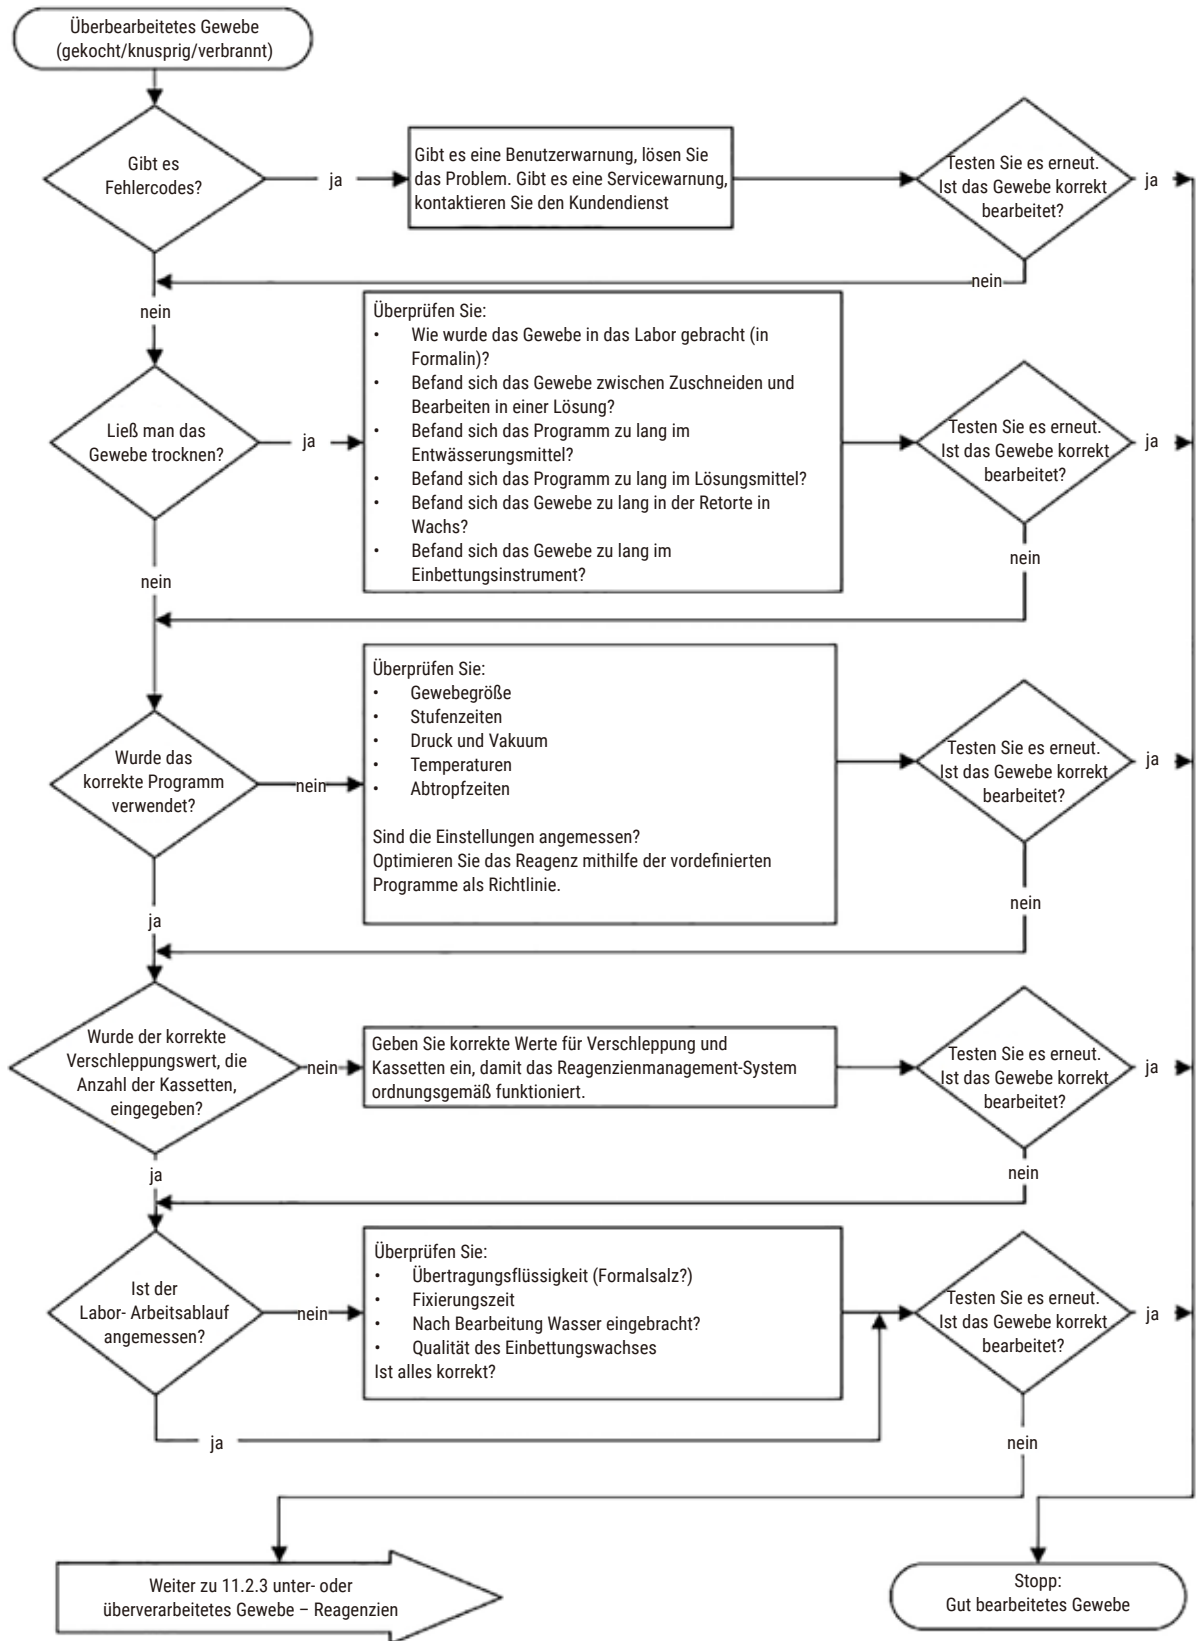 Überbearbeitetes Gewebe
(gekocht/knusprig/verbrannt)
Gibt es
Fehlercodes?
ja
Gibt es eine Benutzerwarnung, lösen Sie
das Problem. Gibt es eine Servicewarnung,
kontaktieren Sie den Kundendienst
Testen Sie es erneut.
Ist das Gewebe korrekt
bearbeitet?
ja
nein
nein
Ließ man das
Gewebe trocknen?
ja
Überprüfen Sie:
• Wie wurde das Gewebe in das Labor gebracht (in
Formalin)?
• Befand sich das Gewebe zwischen Zuschneiden und
Bearbeiten in einer Lösung?
• Befand sich das Programm zu lang im
Entwässerungsmittel?
• Befand sich das Programm zu lang im Lösungsmittel?
• Befand sich das Gewebe zu lang in der Retorte in
Wachs?
• Befand sich das Gewebe zu lang im
Einbettungsinstrument?
Testen Sie es erneut.
Ist das Gewebe korrekt
bearbeitet?
ja
nein
nein
Wurde das
korrekte Programm
verwendet?
nein
Überprüfen Sie:
• Gewebegröße
• Stufenzeiten
• Druck und Vakuum
• Temperaturen
• Abtropfzeiten
Sind die Einstellungen angemessen?
Optimieren Sie das Reagenz mithilfe der vordefinierten
Programme als Richtlinie.
Testen Sie es erneut.
Ist das Gewebe korrekt
bearbeitet?
ja
nein
ja
Wurde der korrekte
Verschleppungswert, die
Anzahl der Kassetten,
eingegeben?
nein
Geben Sie korrekte Werte für Verschleppung und
Kassetten ein, damit das Reagenzienmanagement-System
ordnungsgemäß funktioniert.
Testen Sie es erneut.
Ist das Gewebe korrekt
bearbeitet?
ja
nein
ja
Ist der
Labor- Arbeitsablauf
angemessen?
nein
Überprüfen Sie:
• Übertragungsflüssigkeit (Formalsalz?)
• Fixierungszeit
• Nach Bearbeitung Wasser eingebracht?
• Qualität des Einbettungswachses
Ist alles korrekt?
Testen Sie es erneut.
Ist das Gewebe korrekt
bearbeitet?
ja
ja
nein
Weiter zu 11.2.3 unter- oder
überverarbeitetes Gewebe – Reagenzien
Stopp:
Gut bearbeitetes Gewebe